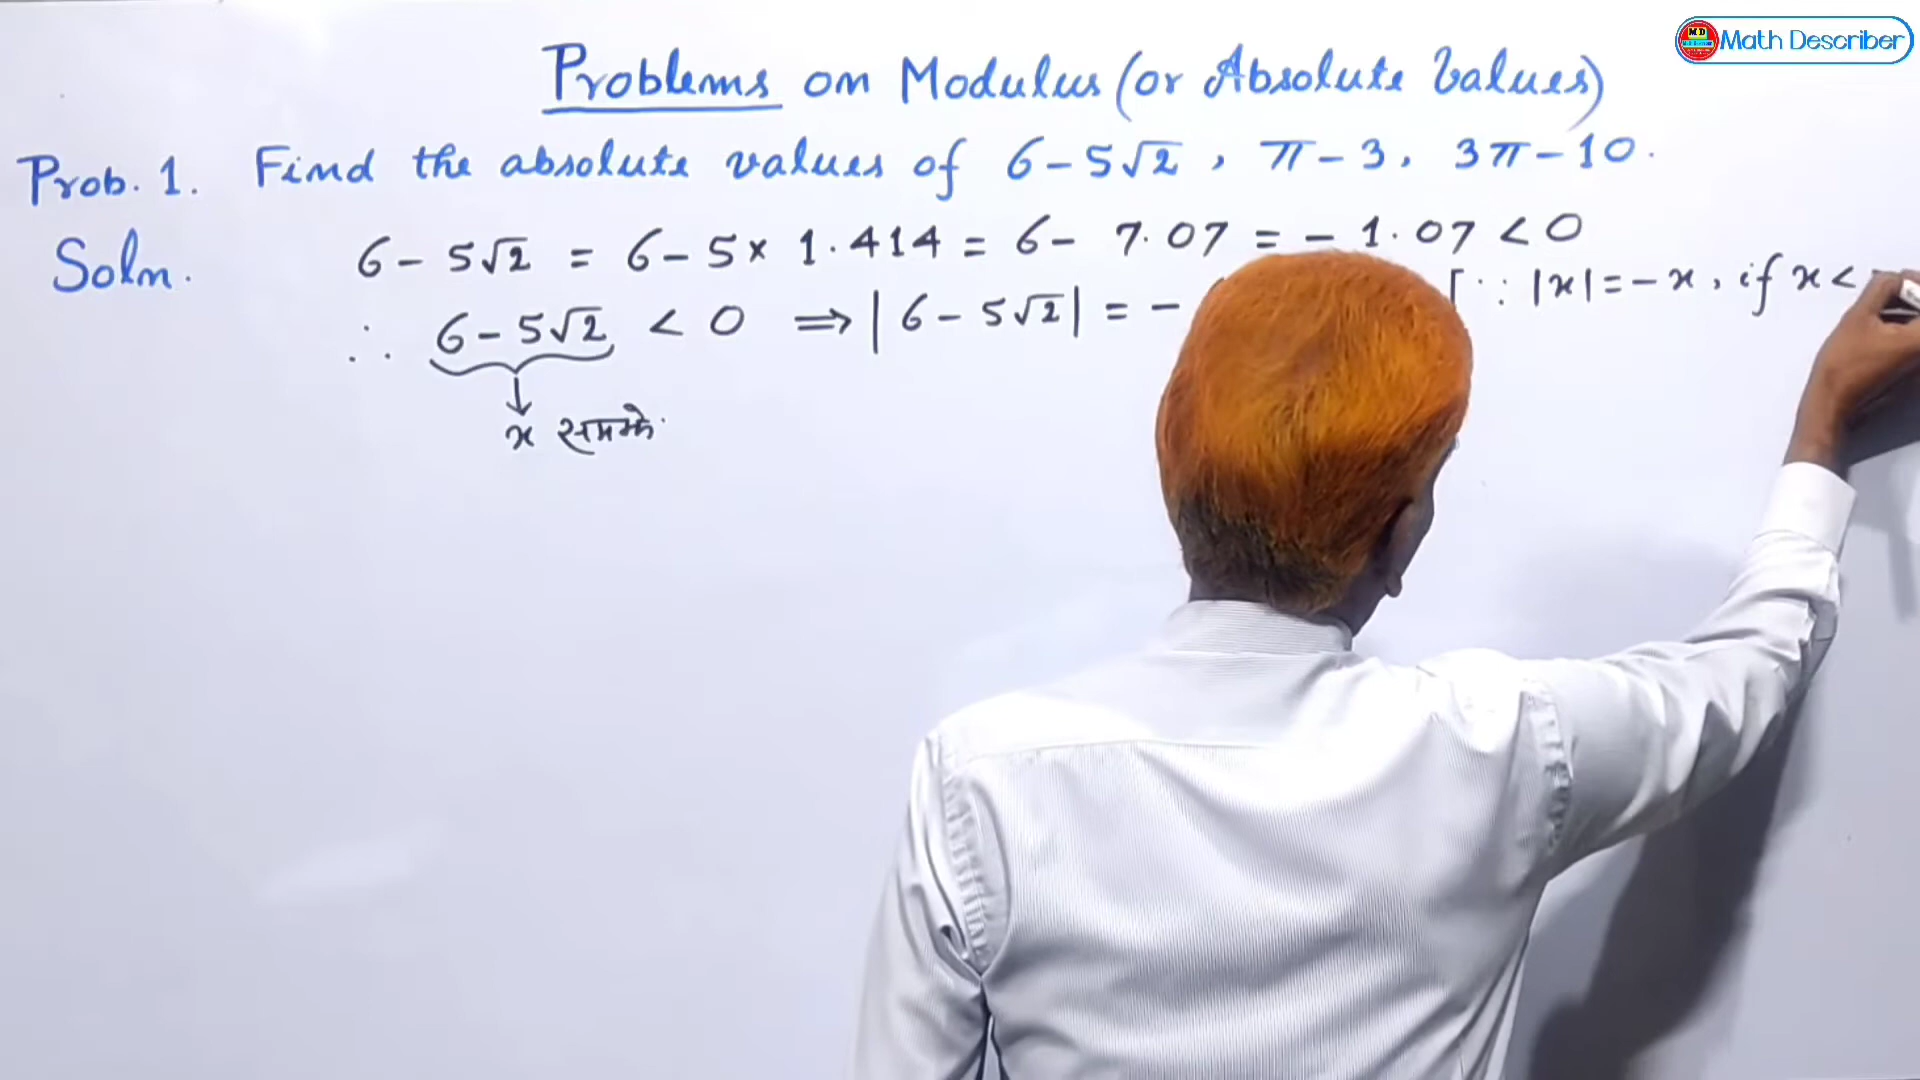 Math Describer
Problems on Modulus (or Absolute Values)
Prob. 1. Find the absolute values of 6-5√2, π-3, 3π-10.
Soln. 6-5√2 = 6-5× 1.414 = 6- 7.07 = - 1.07 <0
∴ 6-5√2 < 0 ⇒ |6-5√2| = - [∵ |x|=-x, if x<
x समझे